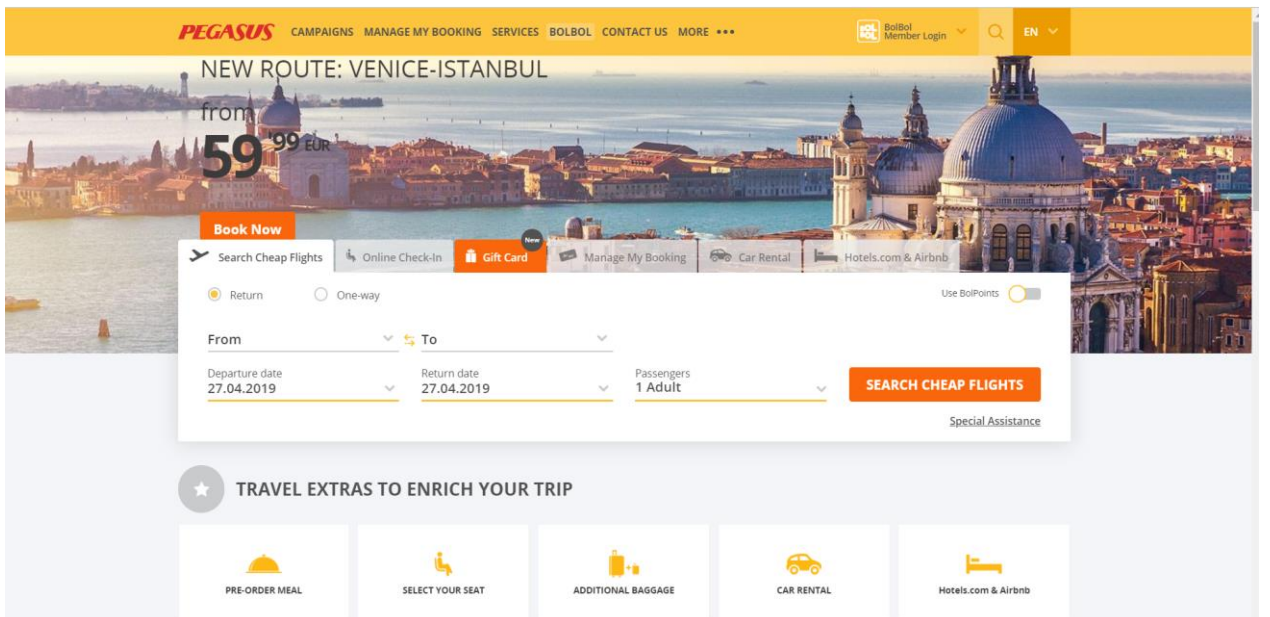 PEGASUS CAMPAIGNS MANAGE MY BOOKING SERVICES BOLBOL CONTACT US MORE ••• BOL BOL BolBol Member Login EN
NEW ROUTE: VENICE-ISTANBUL
from
59 '99 EUR
Book Now
New
Search Cheap Flights Online Check-In Gift Card Manage My Booking Car Rental Hotels.com & Airbnb
Return One-way Use BolPoints
From To
Departure date Return date Passengers
27.04.2019 27.04.2019 1 Adult SEARCH CHEAP FLIGHTS
Special Assistance
TRAVEL EXTRAS TO ENRICH YOUR TRIP
PRE-ORDER MEAL SELECT YOUR SEAT ADDITIONAL BAGGAGE CAR RENTAL Hotels.com & Airbnb